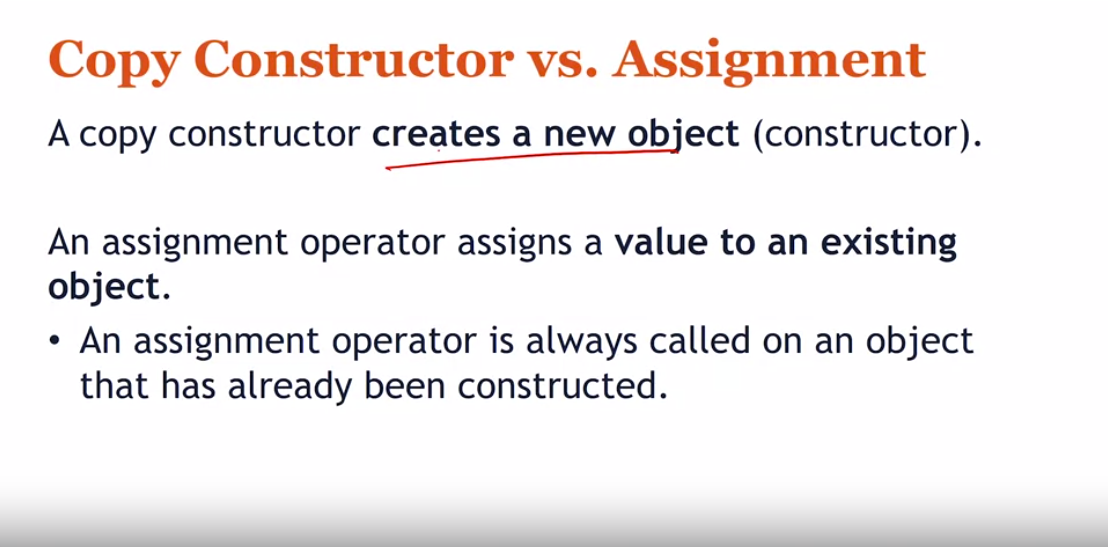 Copy Constructor vs. Assignment
A copy constructor creates a new object (constructor).
An assignment operator assigns a value to an existing
object.
• An assignment operator is always called on an object
that has already been constructed.